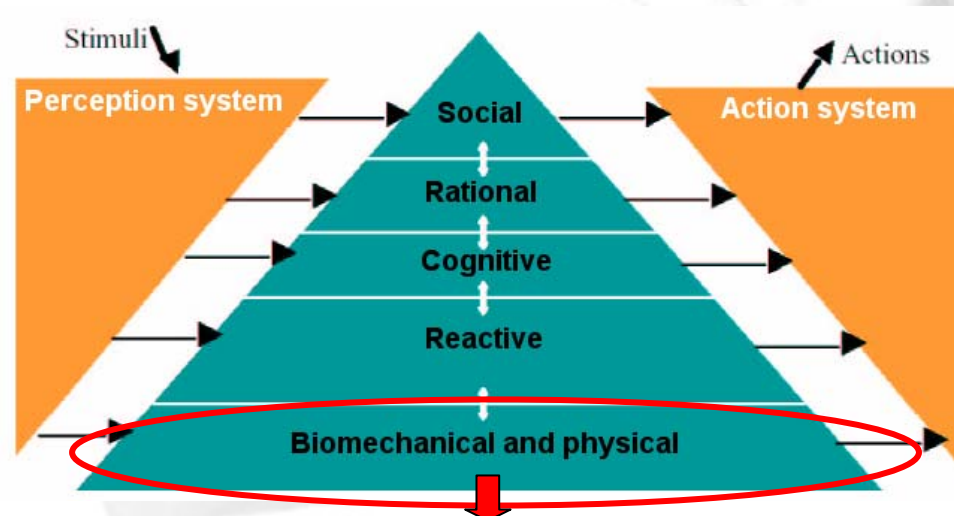 Stimuli
Actions
Perception system
Action system
Social
Rational
Cognitive
Reactive
Biomechanical and physical